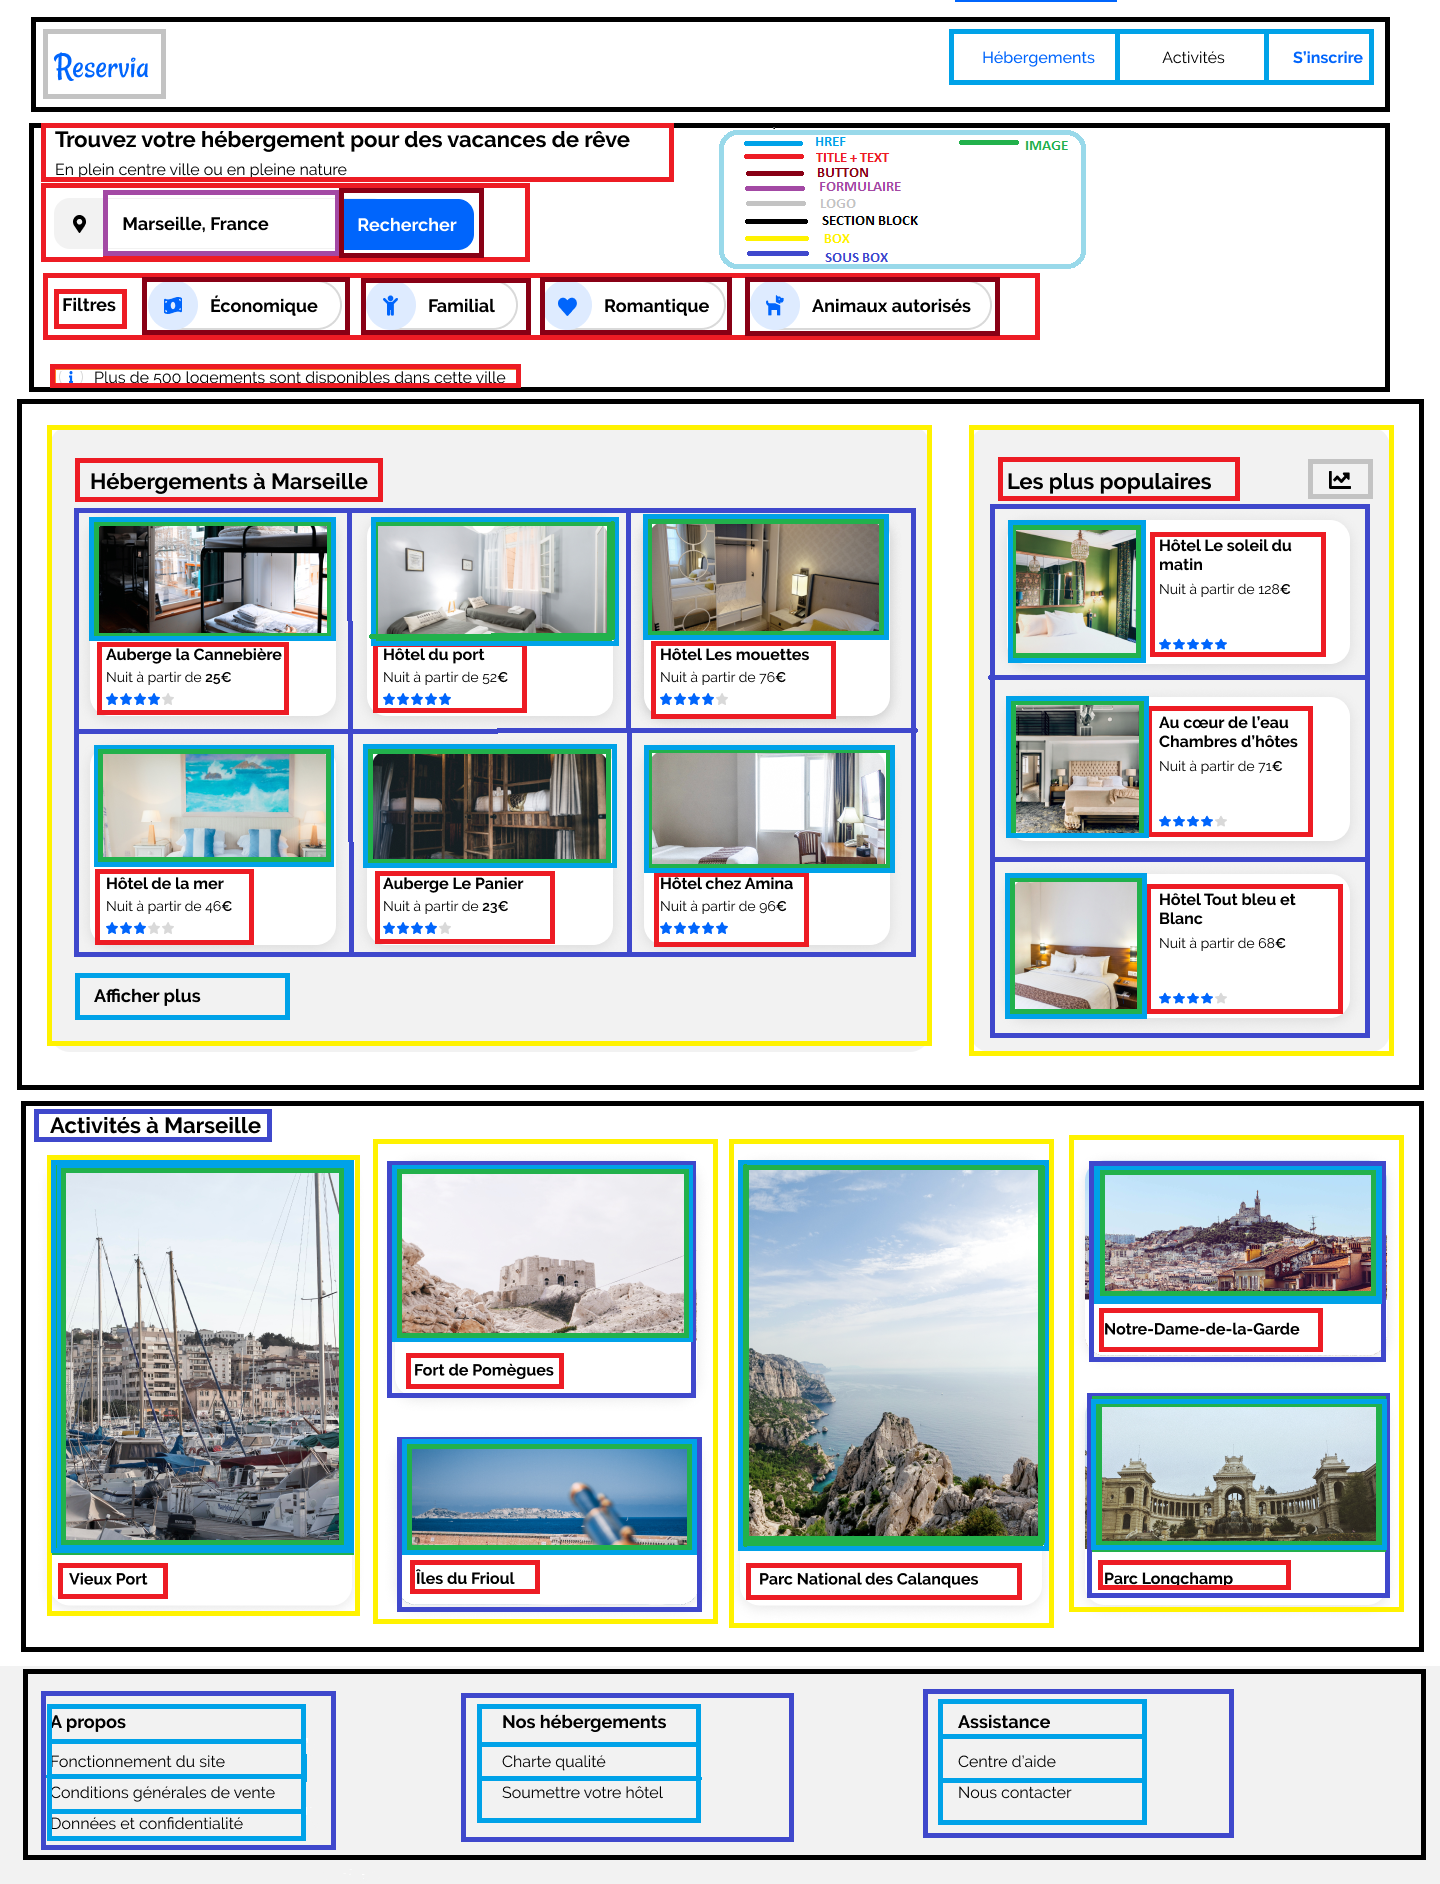 Reservia
Hébergements
Activités
S'inscrire
Trouvez votre hébergement pour des vacances de rêve
En plein centre ville ou en pleine nature
HREF
IMAGE
TITLE + TEXT
BUTTON
FORMULAIRE
LOGO
SECTION BLOCK
BOX
SOUS BOX
Marseille, France
Rechercher
Filtres
Économique
Familial
Romantique
Animaux autorisés
Plus de 500 logements sont disponibles dans cette ville
Hébergements à Marseille
Auberge la Cannebière
Nuit à partir de 25€
Hôtel du port
Nuit à partir de 52€
Hôtel Les mouettes
Nuit à partir de 76€
Hôtel de la mer
Nuit à partir de 46€
Auberge Le Panier
Nuit à partir de 23€
Hôtel chez Amina
Nuit à partir de 96€
Afficher plus
Les plus populaires
Hôtel Le soleil du
matin
Nuit à partir de 128€
Au cœur de l'eau
Chambres d'hôtes
Nuit à partir de 71€
Hôtel Tout bleu et
Blanc
Nuit à partir de 68€
Activités à Marseille
Vieux Port
Fort de Pomègues
Îles du Frioul
Parc National des Calanques
Notre-Dame-de-la-Garde
Parc Longchamp
A propos
Fonctionnement du site
Conditions générales de vente
Données et confidentialité
Nos hébergements
Charte qualité
Soumettre votre hôtel
Assistance
Centre d'aide
Nous contacter